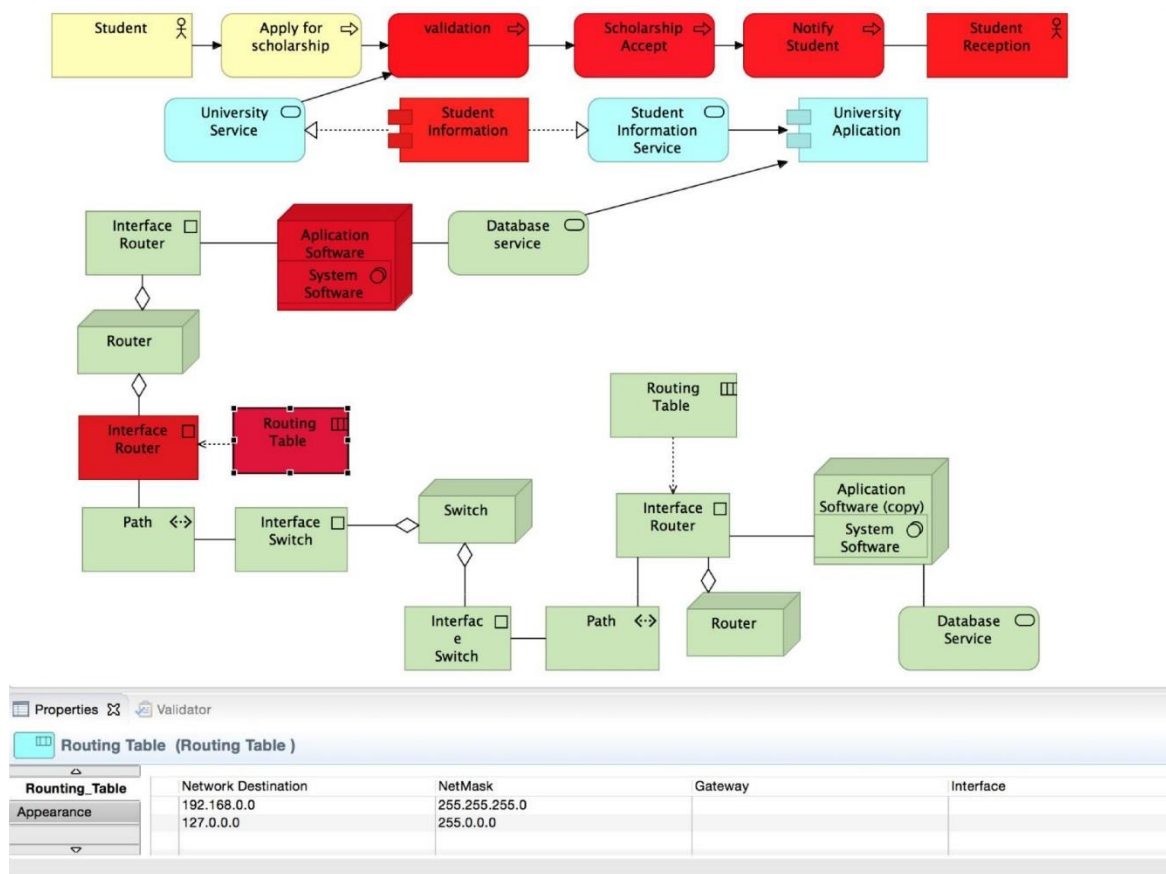 Student
Apply for
scholarship
validation
Scholarship
Accept
Notify
Student
Student
Reception
University
Service
Student
Information
Student
Information
Service
University
Aplication
Interface
Router
Aplication
Software
System
Software
Database
service
Router
Interface
Router
Routing
Table
Routing
Table
Path
Interface
Switch
Switch
Interface
Router
Aplication
Software (copy)
System
Software
Interfac
e
Switch
Path
Router
Database
Service
Properties
Validator
Routing Table (Routing Table )
Rounting_Table
Appearance
Network Destination NetMask Gateway Interface
192.168.0.0 255.255.255.0
127.0.0.0 255.0.0.0